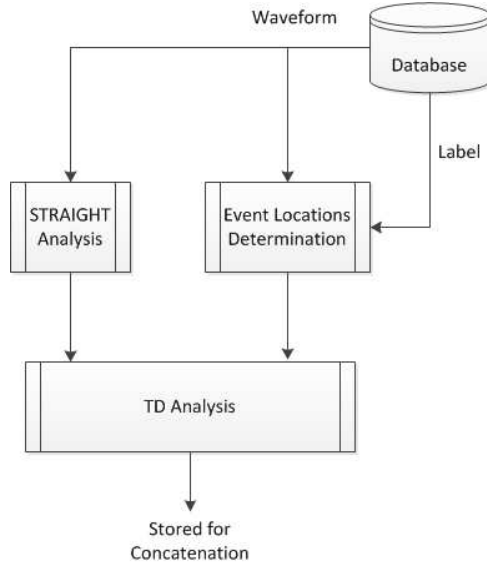 Waveform
Database
Label
STRAIGHT
Analysis
Event Locations
Determination
TD Analysis
Stored for
Concatenation